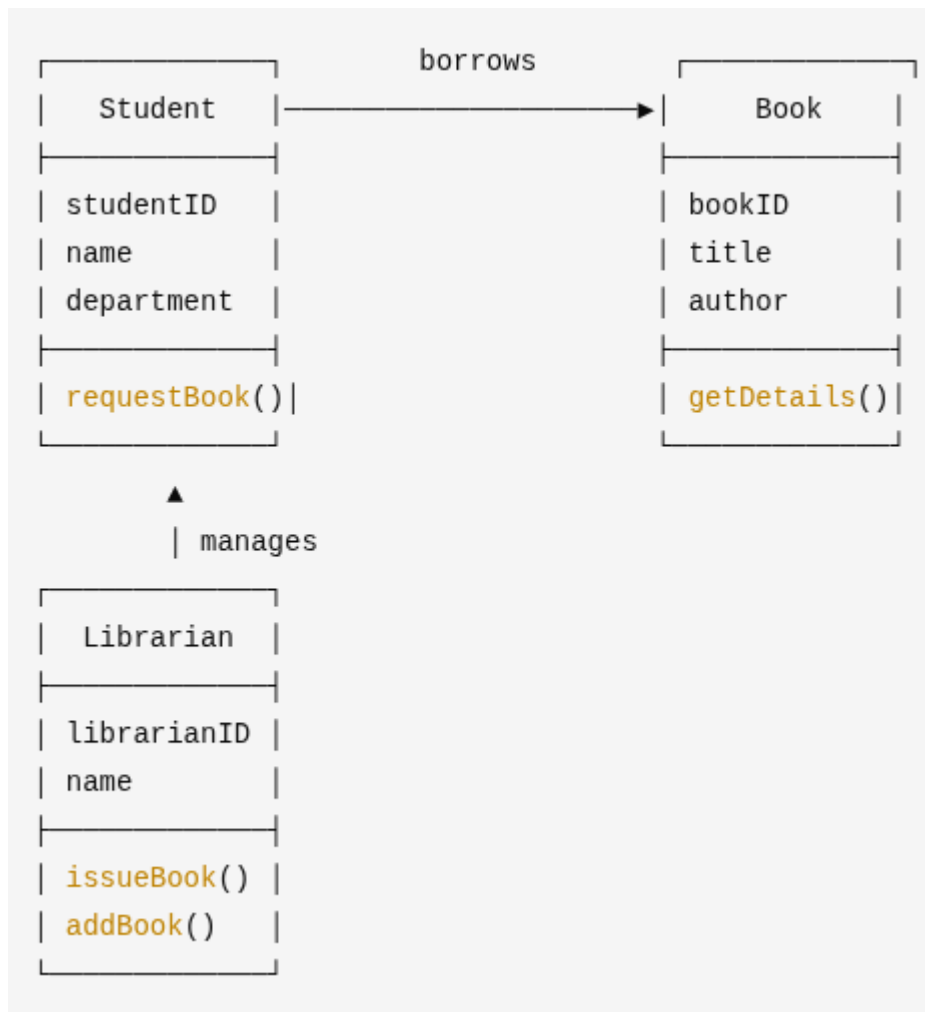 borrows
Student Book
studentID bookID
name title
department author
requestBook() getDetails()
manages
Librarian
librarianID
name
issueBook()
addBook()